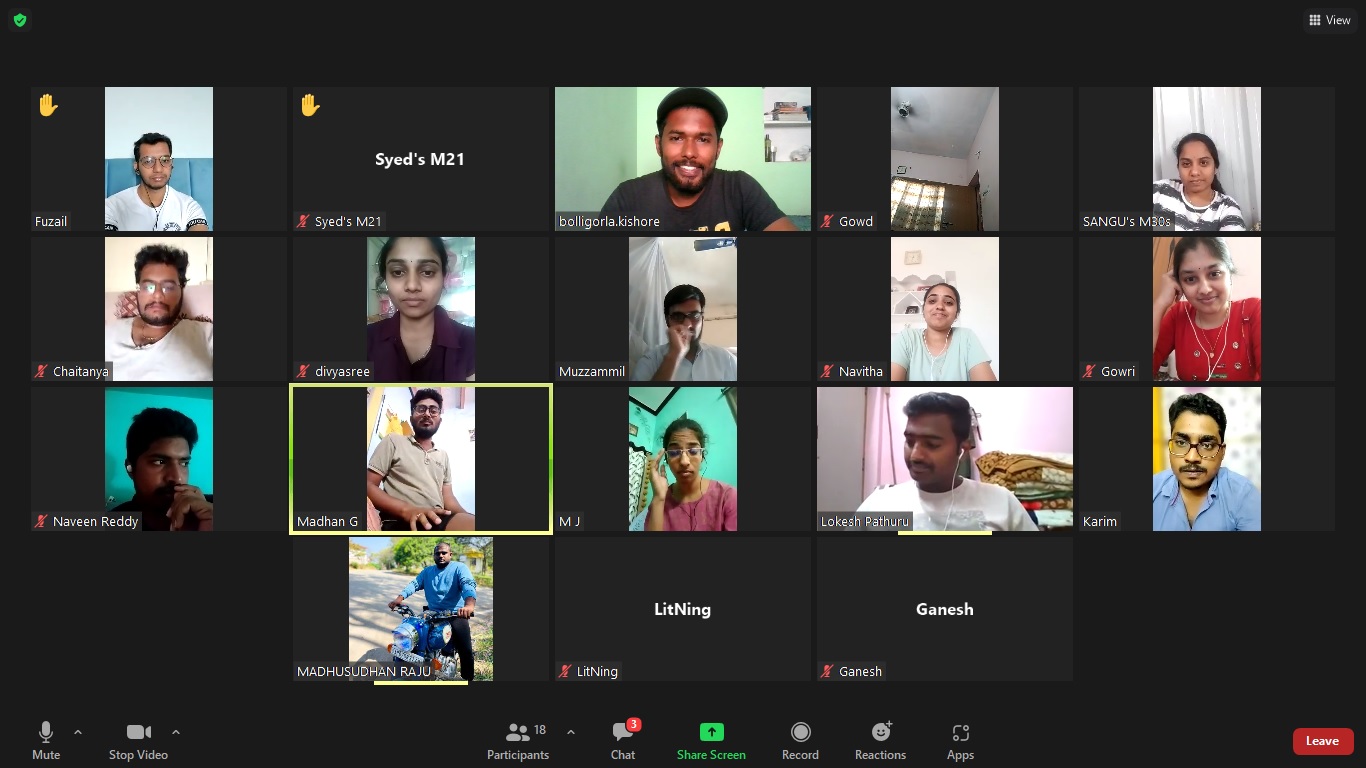 View
Fuzail
Syed's M21
Syed's M21
bolligorla.kishore
Gowd
SANGU's M30s
Chaitanya
divyasree
Muzzammil
Navitha
Gowri
Naveen Reddy
Madhan G
M J
Lokesh Pathuru
Karim
MADHUSUDHAN RAJU
LitNing
LitNing
Ganesh
Ganesh
Mute
Stop Video
Participants
18
Chat
3
Share Screen
Record
Reactions
Apps
Leave